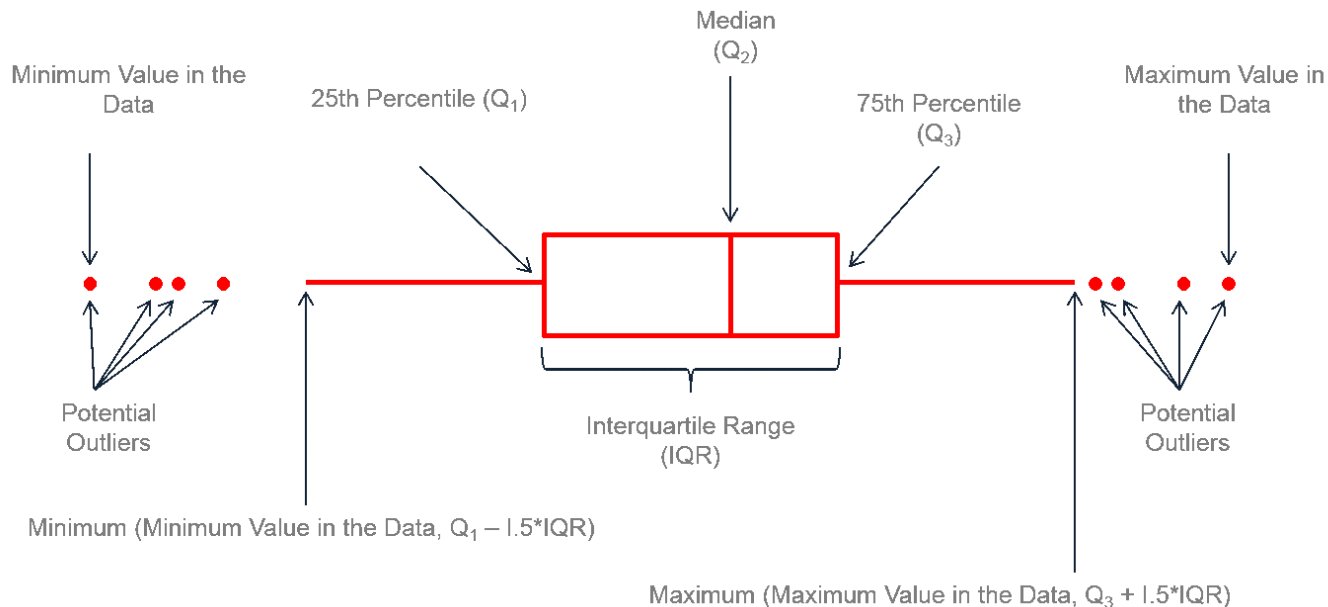 Median
(Q2)
Minimum Value in the
Data
Maximum Value in
the Data
25th Percentile (Q1)
75th Percentile
(Q3)
Potential
Outliers
Interquartile Range
(IQR)
Potential
Outliers
Minimum (Minimum Value in the Data, Q1 – I.5*IQR)
Maximum (Maximum Value in the Data, Q3 + I.5*IQR)